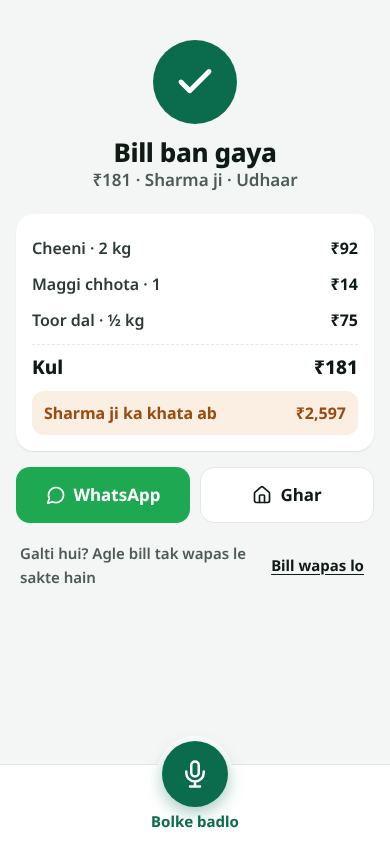 Bill ban gaya
₹181 · Sharma ji · Udhaar
Cheeni · 2 kg ₹92
Maggi chhota · 1 ₹14
Toor dal · ½ kg ₹75
Kul ₹181
Sharma ji ka khata ab ₹2,597
WhatsApp Ghar
Galti hui? Agle bill tak wapas le
sakte hain
Bill wapas lo
Bolke badlo